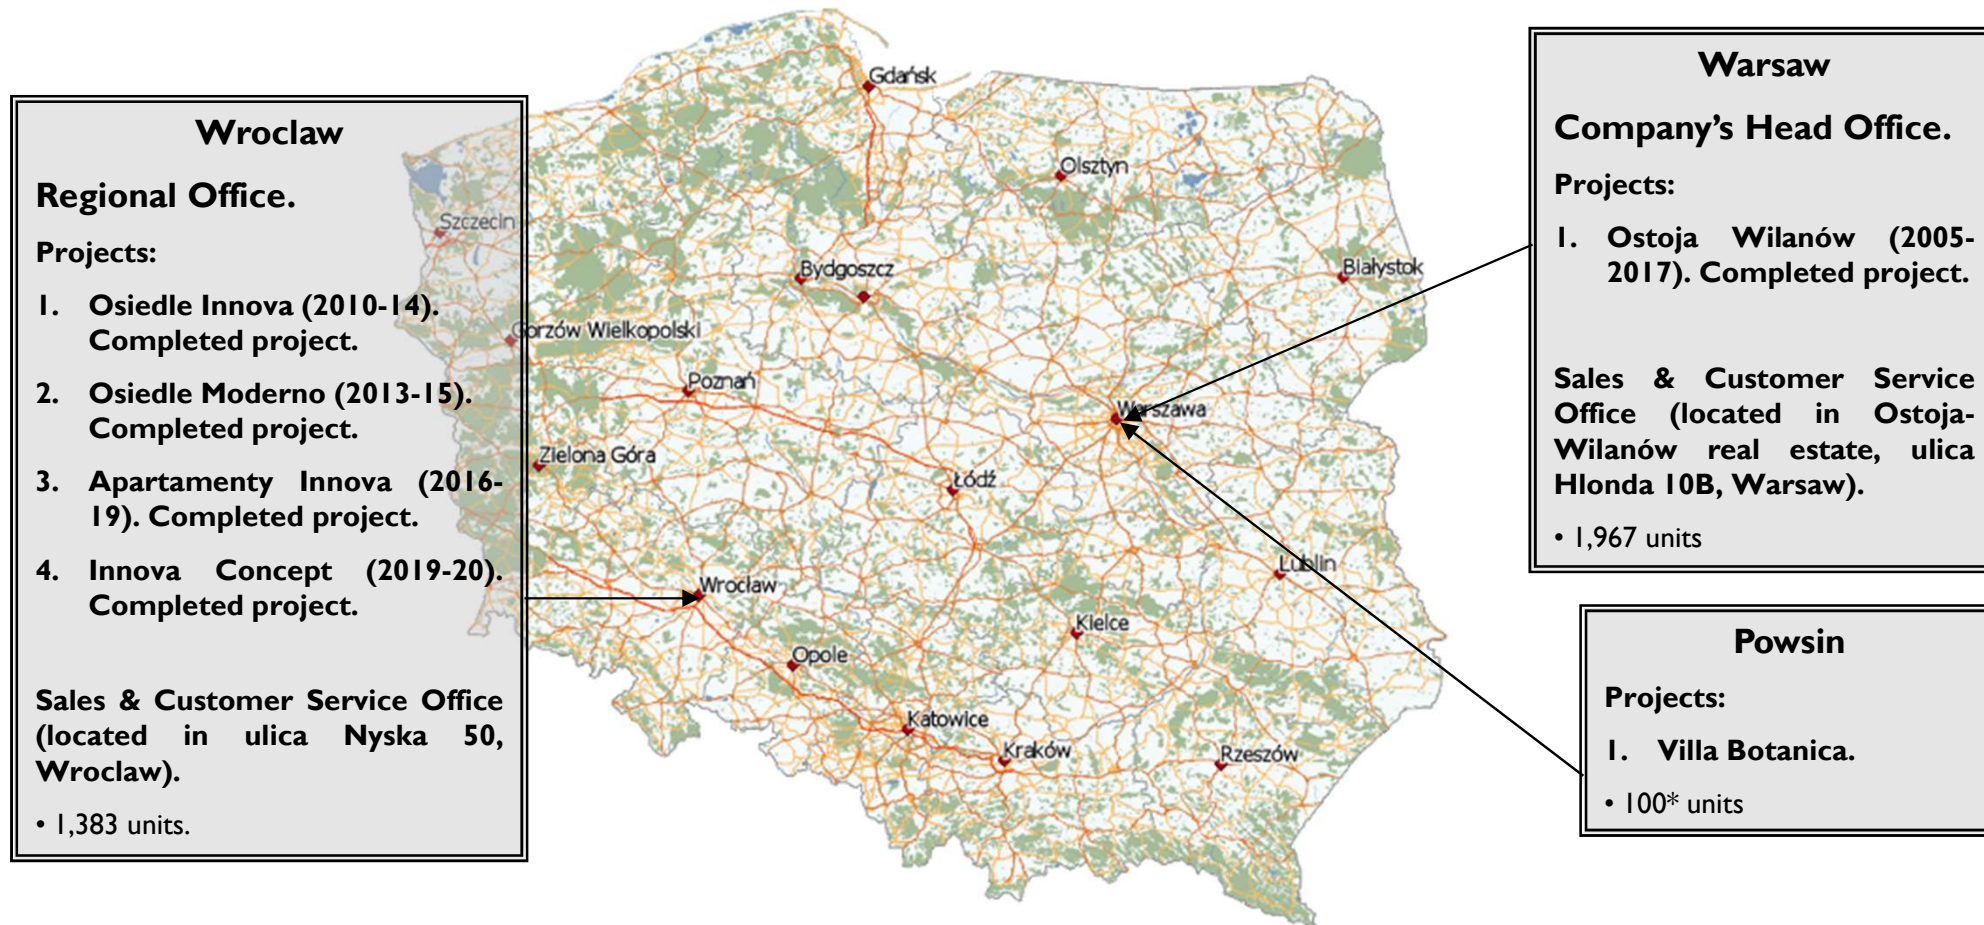 Wroclaw
Regional Office.
Projects:
1. Osiedle Innova (2010-14).
Completed project.
2. Osiedle Moderno (2013-15).
Completed project.
3. Apartamenty Innova (2016-
19). Completed project.
4. Innova Concept (2019-20).
Completed project.
Sales & Customer Service Office
(located in ulica Nyska 50,
Wroclaw).
• 1,383 units.
Gdańsk
Olsztyn
Szczecin
Bydgoszcz
Białystok
Gorzów Wielkopolski
Poznań
Warszawa
Zielona Góra
Łódź
Wrocław
Lublin
Kielce
Opole
Katowice
Kraków
Rzeszów
Warsaw
Company’s Head Office.
Projects:
1. Ostoja Wilanów (2005-
2017). Completed project.
Sales & Customer Service
Office (located in Ostoja-
Wilanów real estate, ulica
Hlonda 10B, Warsaw).
• 1,967 units
Powsin
Projects:
1. Villa Botanica.
• 100* units